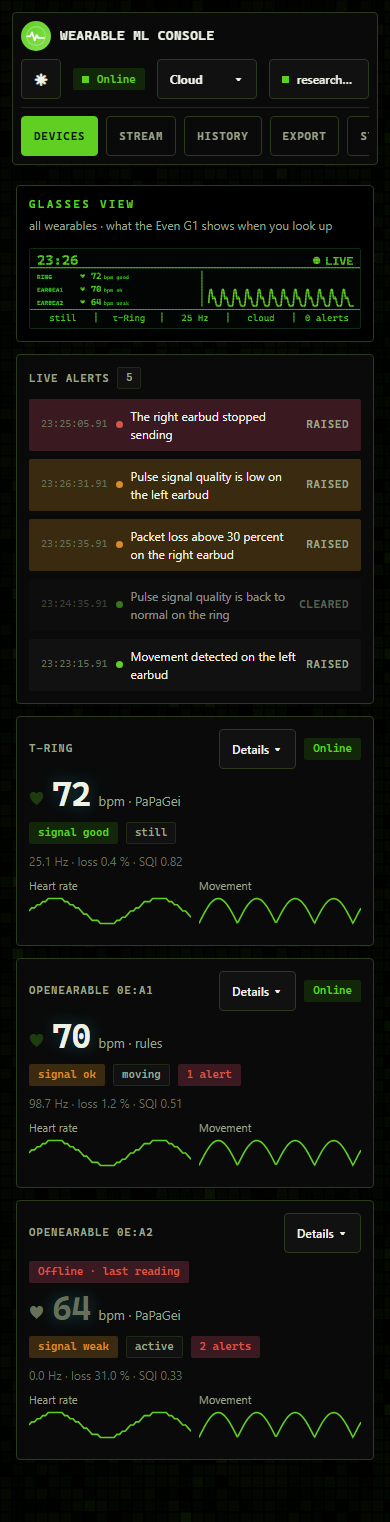 WEARABLE ML CONSOLE
Online
Cloud
research...
DEVICES
STREAM
HISTORY
EXPORT
GLASSES VIEW
all wearables · what the Even G1 shows when you look up
23:26
LIVE
RING ♥ 72 bpm good
EAROEA1 ♥ 70 bpm ok
EAROEA2 ♥ 64 bpm weak
still | t-Ring | 25 Hz | cloud | 0 alerts
LIVE ALERTS 5
23:25:05.91 The right earbud stopped sending RAISED
23:26:31.91 Pulse signal quality is low on the left earbud RAISED
23:25:35.91 Packet loss above 30 percent on the right earbud RAISED
23:24:35.91 Pulse signal quality is back to normal on the ring CLEARED
23:23:15.91 Movement detected on the left earbud RAISED
T-RING
Details
Online
72 bpm · PaPaGei
signal good
still
25.1 Hz · loss 0.4 % · SQI 0.82
Heart rate
Movement
OPENEARABLE 0E:A1
Details
Online
70 bpm · rules
signal ok
moving
1 alert
98.7 Hz · loss 1.2 % · SQI 0.51
Heart rate
Movement
OPENEARABLE 0E:A2
Details
Offline · last reading
64 bpm · PaPaGei
signal weak
active
2 alerts
0.0 Hz · loss 31.0 % · SQI 0.33
Heart rate
Movement